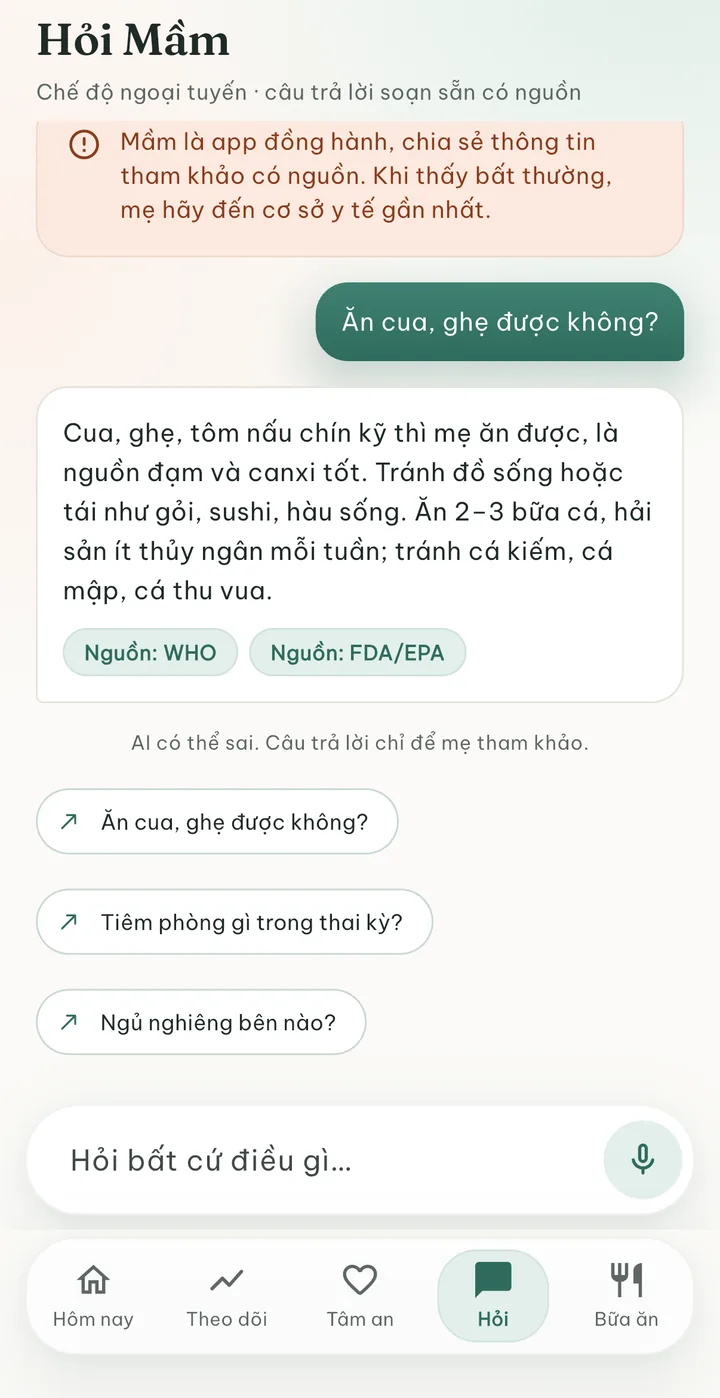 Hỏi Mầm
Chế độ ngoại tuyến · câu trả lời soạn sẵn có nguồn
Mầm là app đồng hành, chia sẻ thông tin
tham khảo có nguồn. Khi thấy bất thường,
mẹ hãy đến cơ sở y tế gần nhất.
Ăn cua, ghẹ được không?
Cua, ghẹ, tôm nấu chín kỹ thì mẹ ăn được, là
nguồn đạm và canxi tốt. Tránh đồ sống hoặc
tái như gỏi, sushi, hàu sống. Ăn 2–3 bữa cá, hải
sản ít thủy ngân mỗi tuần; tránh cá kiếm, cá
mập, cá thu vua.
Nguồn: WHO
Nguồn: FDA/EPA
AI có thể sai. Câu trả lời chỉ để mẹ tham khảo.
Ăn cua, ghẹ được không?
Tiêm phòng gì trong thai kỳ?
Ngủ nghiêng bên nào?
Hỏi bất cứ điều gì...
Hôm nay
Theo dõi
Tâm an
Hỏi
Bữa ăn